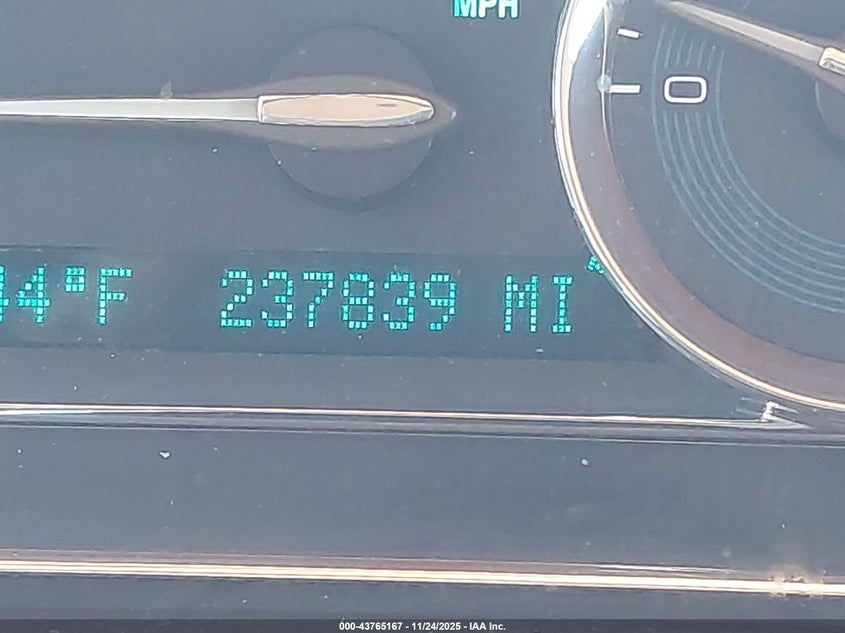 MPH
0
4°F 237839 MI
000-43765167 - 11/24/2025 - IAA Inc.